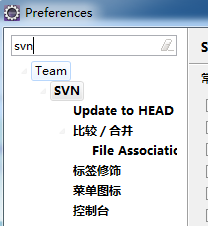 Preferences
svn
S
Team
SVN
Update to HEAD
比较 / 合并
File Associatio
标签修饰
菜单图标
控制台